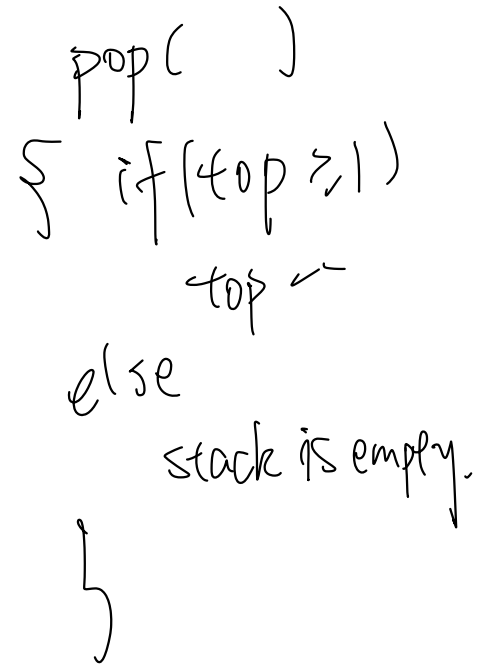 pop( )
{ if(top ≥ 1)
top --
else
stack is empty.
}